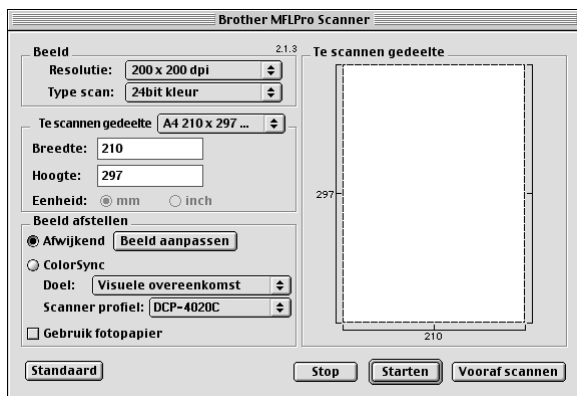 Brother MFLPro Scanner
Beeld
2.1.3
Resolutie: 200 x 200 dpi
Type scan: 24bit kleur
Te scannen gedeelte A4 210 x 297 ...
Breedte: 210
Hoogte: 297
Eenheid: mm inch
Beeld afstellen
Afwijkend Beeld aanpassen
ColorSync
Doel: Visuele overeenkomst
Scanner profiel: DCP-4020C
Gebruik fotopapier
Te scannen gedeelte
297
210
Standaard
Stop Starten Vooraf scannen